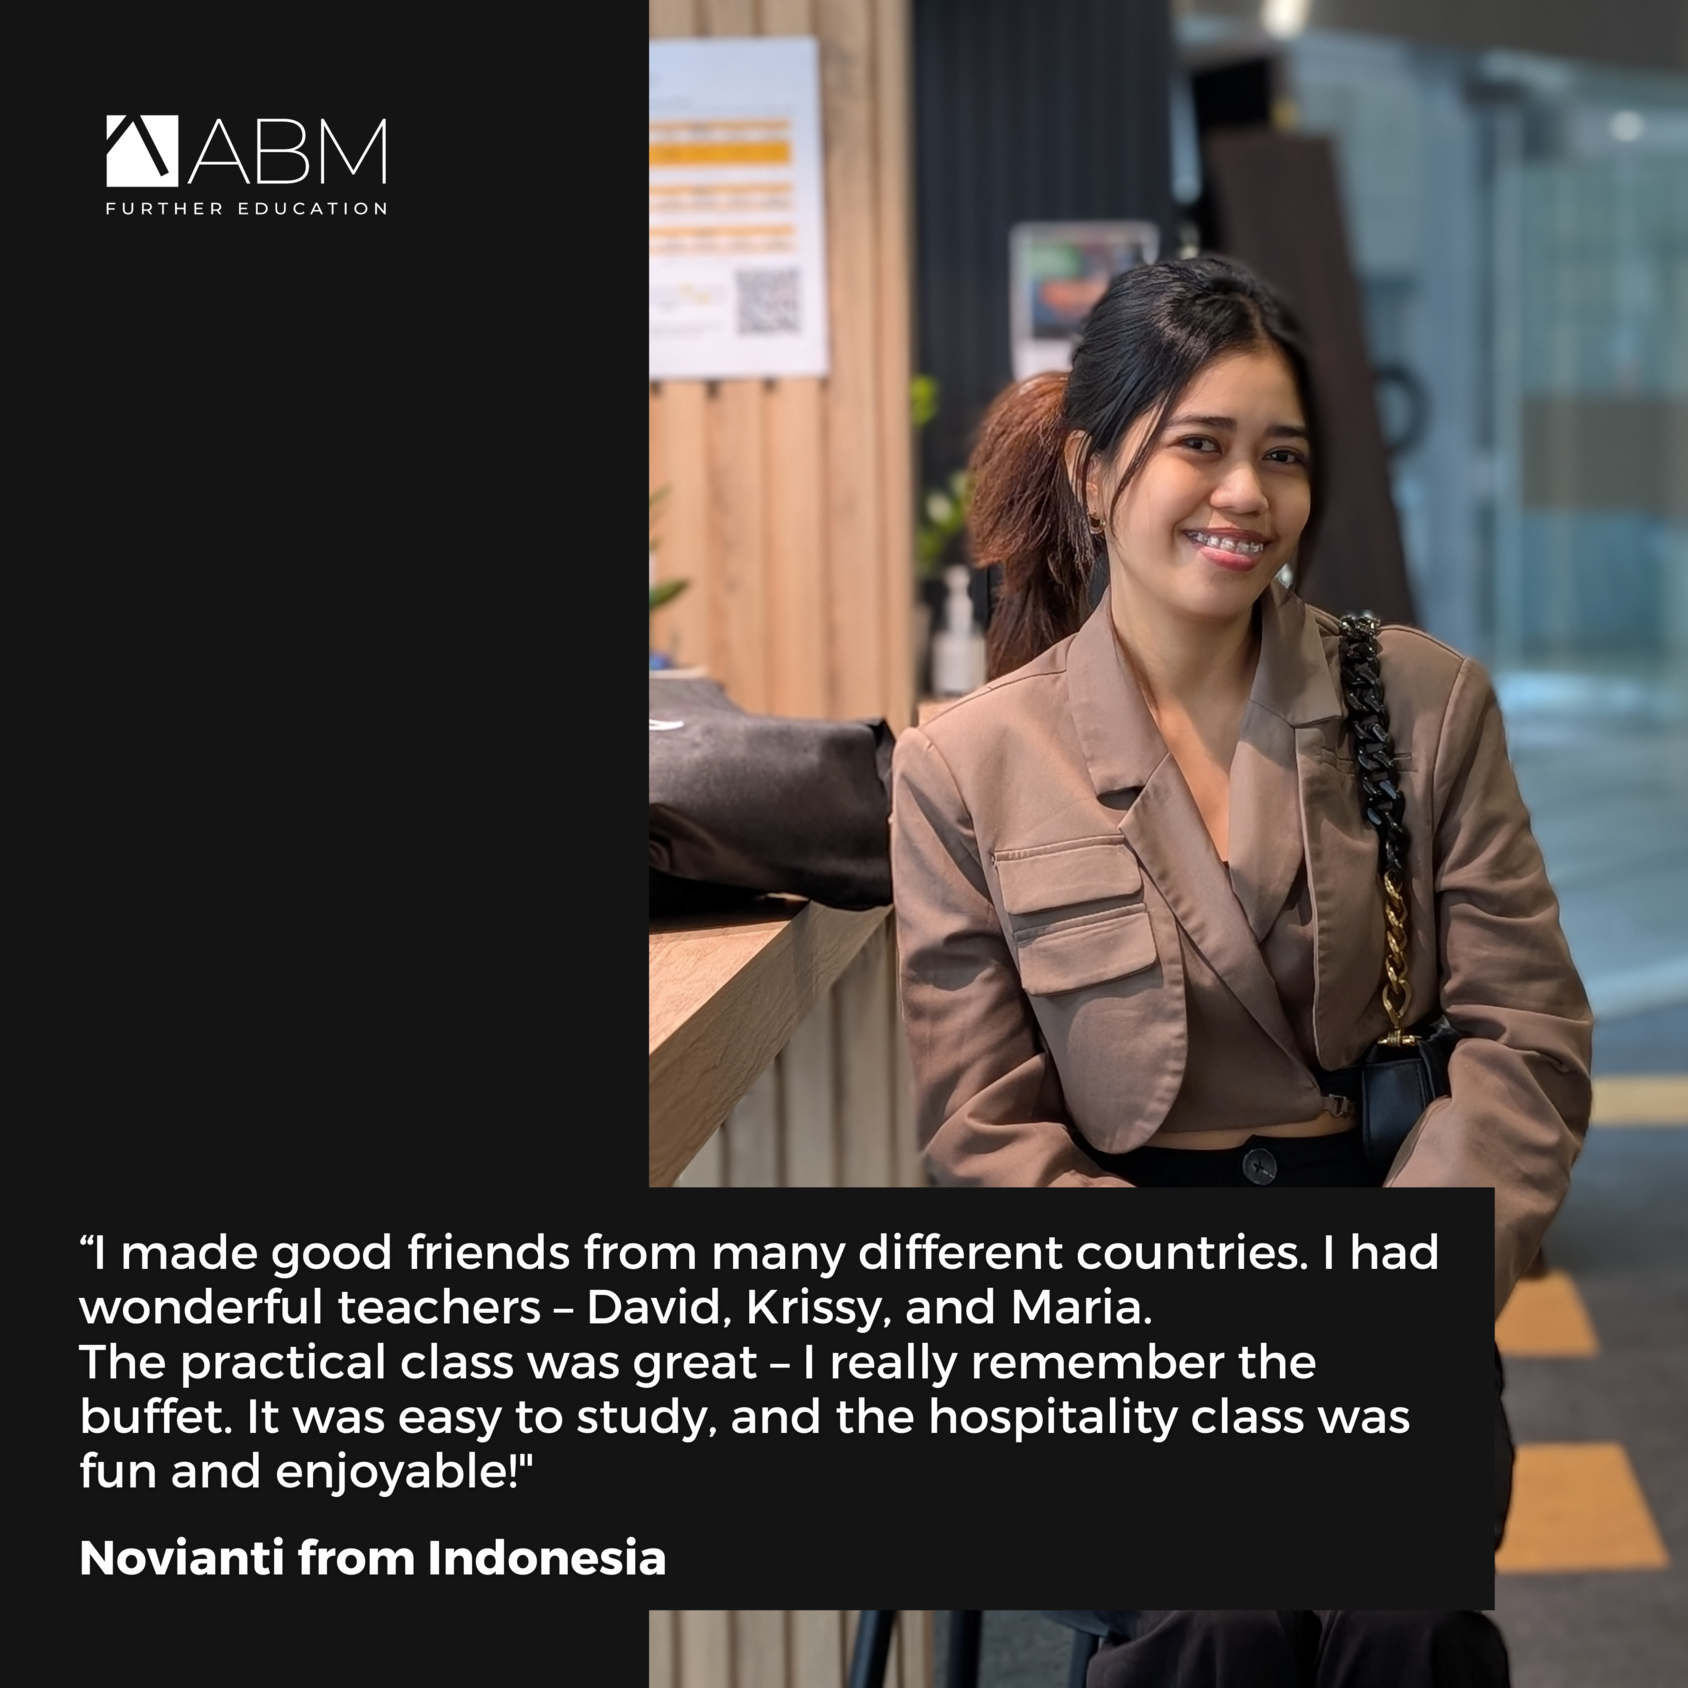 ABM
FURTHER EDUCATION
“I made good friends from many different countries. I had
wonderful teachers – David, Krissy, and Maria.
The practical class was great – I really remember the
buffet. It was easy to study, and the hospitality class was
fun and enjoyable!"
Novianti from Indonesia